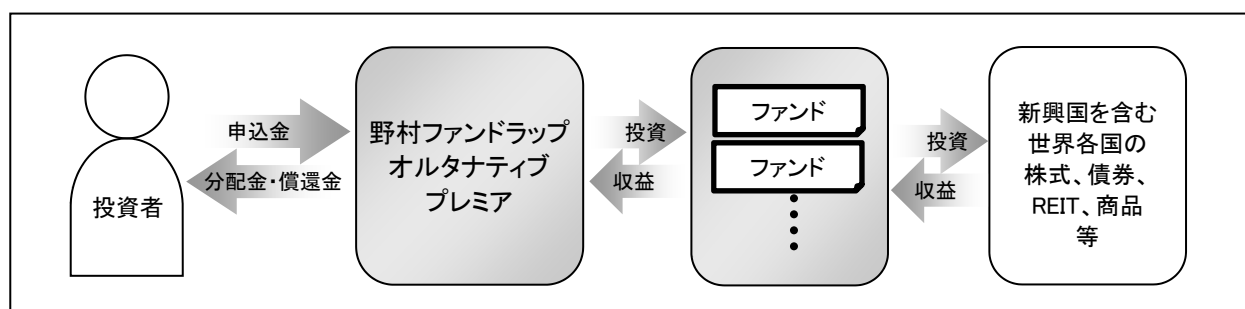 投資者
申込金
分配金・償還金
野村ファンドラップ
オルタナティブ
プレミア
投資
収益
ファンド
ファンド
投資
収益
新興国を含む
世界各国の
株式、債券、
REIT、商品
等